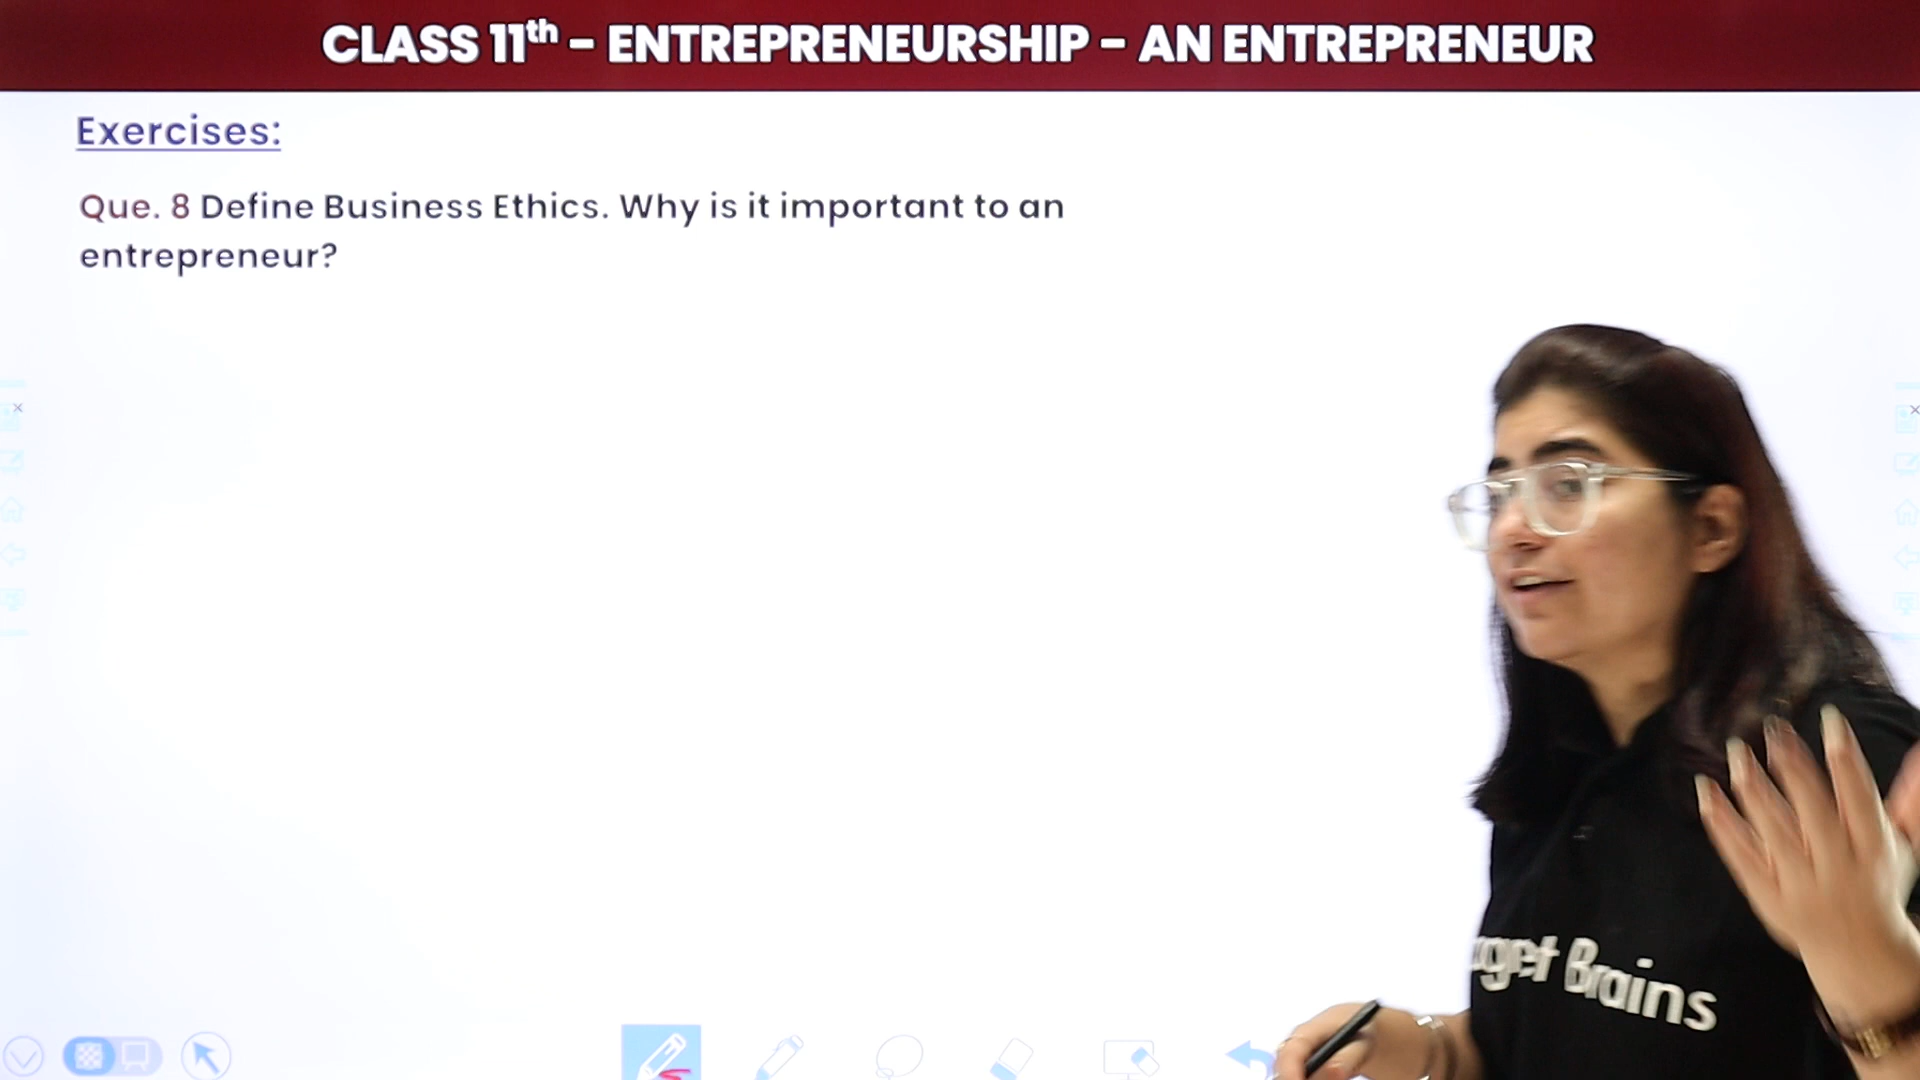 CLASS 11th – ENTREPRENEURSHIP – AN ENTREPRENEUR
Exercises:
Que. 8 Define Business Ethics. Why is it important to an
entrepreneur?
Brains